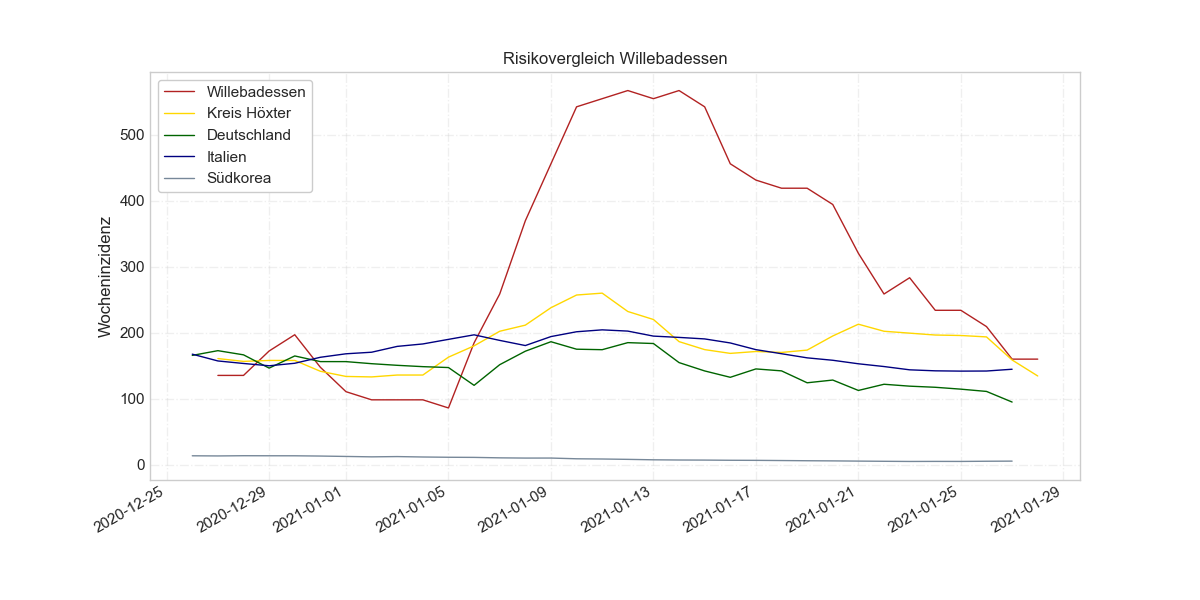 Risikovergleich Willebadessen
Willebadessen
Kreis Höxter
Deutschland
Italien
Südkorea
Wocheninzidenz
500
400
300
200
100
0
2020-12-25
2020-12-29
2021-01-01
2021-01-05
2021-01-09
2021-01-13
2021-01-17
2021-01-21
2021-01-25
2021-01-29